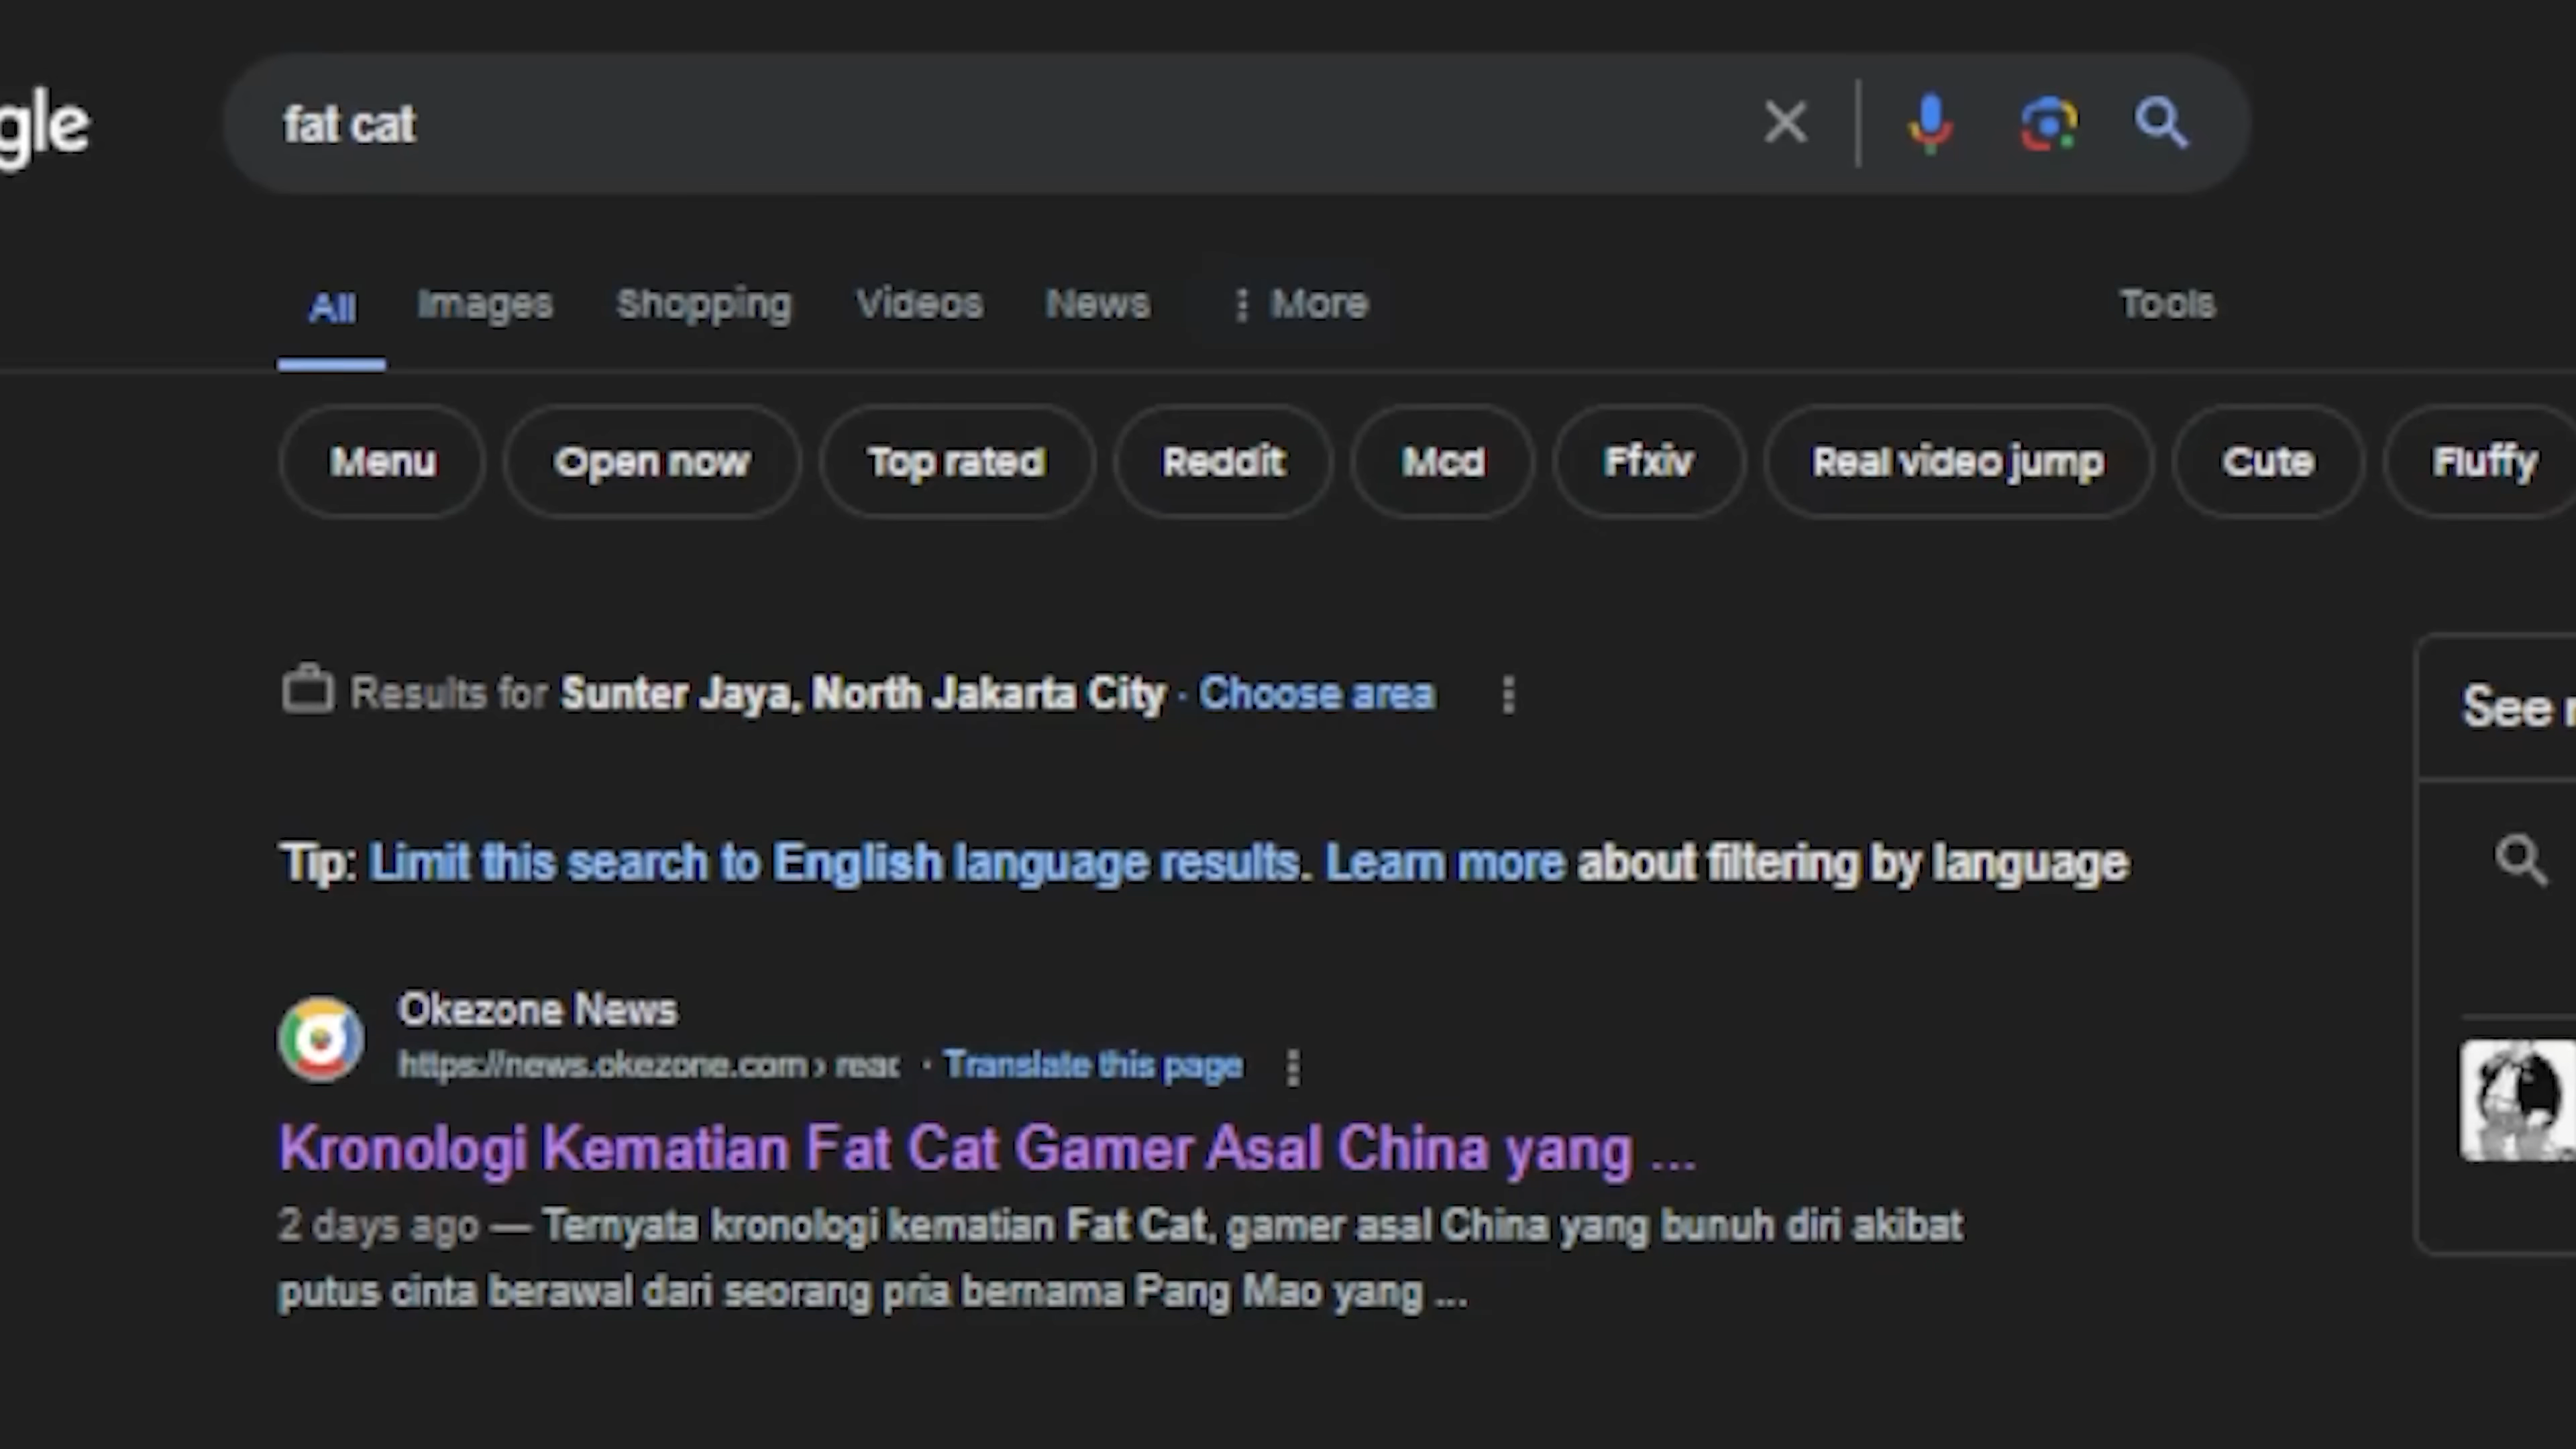 gle
fat cat
All Images Shopping Videos News More Tools
Menu Open now Top rated Reddit Mcd Ffxiv Real video jump Cute Fluffy
Results for Sunter Jaya, North Jakarta City · Choose area
See
Tip: Limit this search to English language results. Learn more about filtering by language
Okezone News
https://news.okezone.com › read · Translate this page
Kronologi Kematian Fat Cat Gamer Asal China yang ...
2 days ago — Ternyata kronologi kematian Fat Cat, gamer asal China yang bunuh diri akibat
putus cinta berawal dari seorang pria bernama Pang Mao yang ...